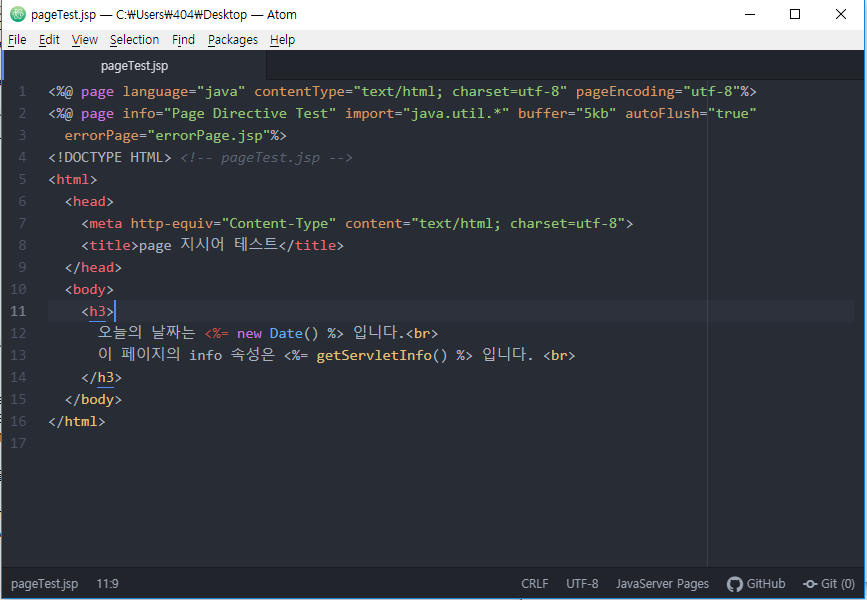 pageTest.jsp — C:₩Users₩404₩Desktop — Atom
File Edit View Selection Find Packages Help
pageTest.jsp
1 <%@ page language="java" contentType="text/html; charset=utf-8" pageEncoding="utf-8"%>
2 <%@ page info="Page Directive Test" import="java.util.*" buffer="5kb" autoFlush="true"
3 errorPage="errorPage.jsp"%>
4 <!DOCTYPE HTML> <!-- pageTest.jsp -->
5 <html>
6 <head>
7 <meta http-equiv="Content-Type" content="text/html; charset=utf-8">
8 <title>page 지시어 테스트</title>
9 </head>
10 <body>
11 <h3>
12 오늘의 날짜는 <%= new Date() %> 입니다.<br>
13 이 페이지의 info 속성은 <%= getServletInfo() %> 입니다. <br>
14 </h3>
15 </body>
16 </html>
17
pageTest.jsp 11:9 CRLF UTF-8 JavaServer Pages GitHub Git (0)